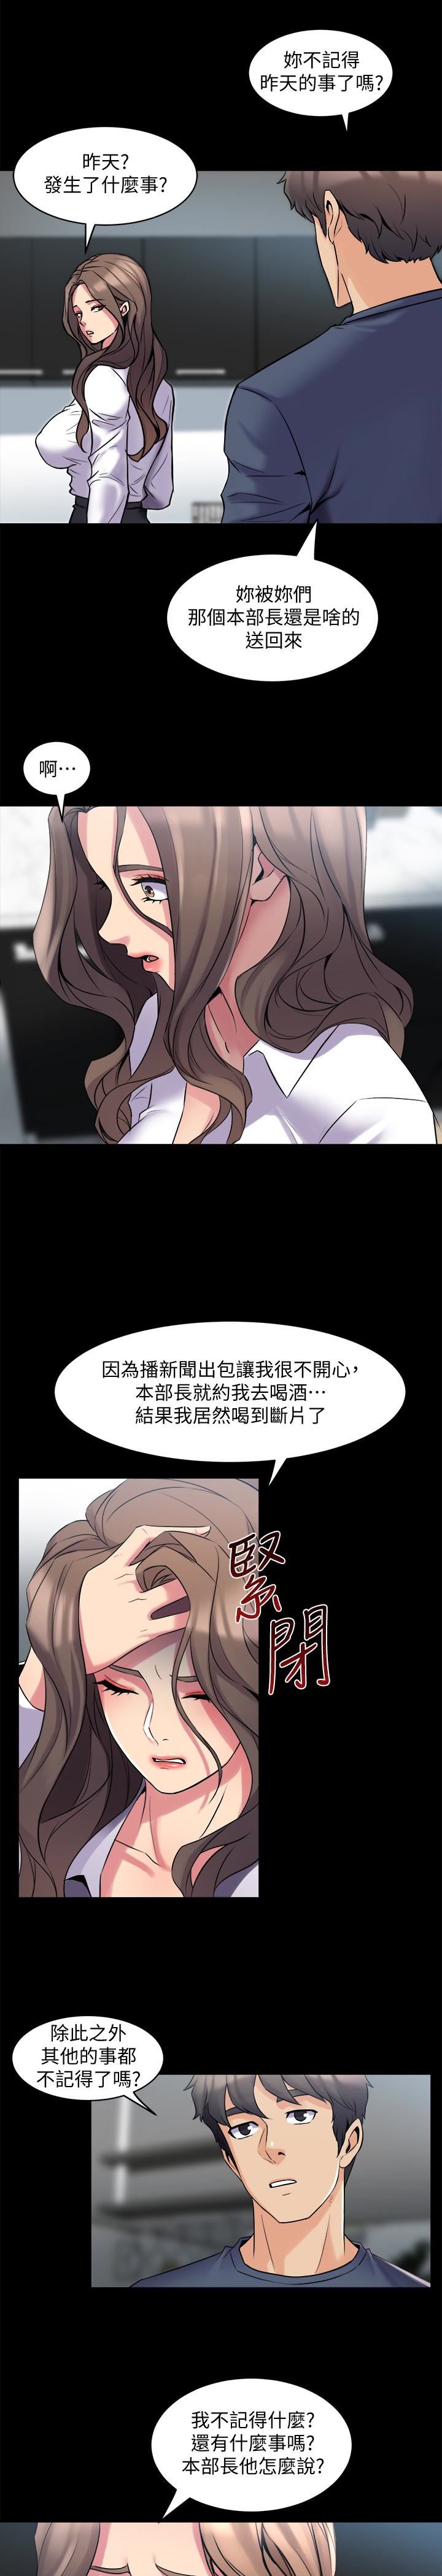 妳不記得
昨天的事了嗎?
昨天?
發生了什麼事?
妳被妳們
那個本部長還是啥的
送回來
啊⋯
因為播新聞出包讓我很不開心，
本部長就約我去喝酒⋯
結果我居然喝到斷片了
緊
閉
除此之外
其他的事都
不記得了嗎?
我不記得什麼?
還有什麼事嗎?
本部長他怎麼說?